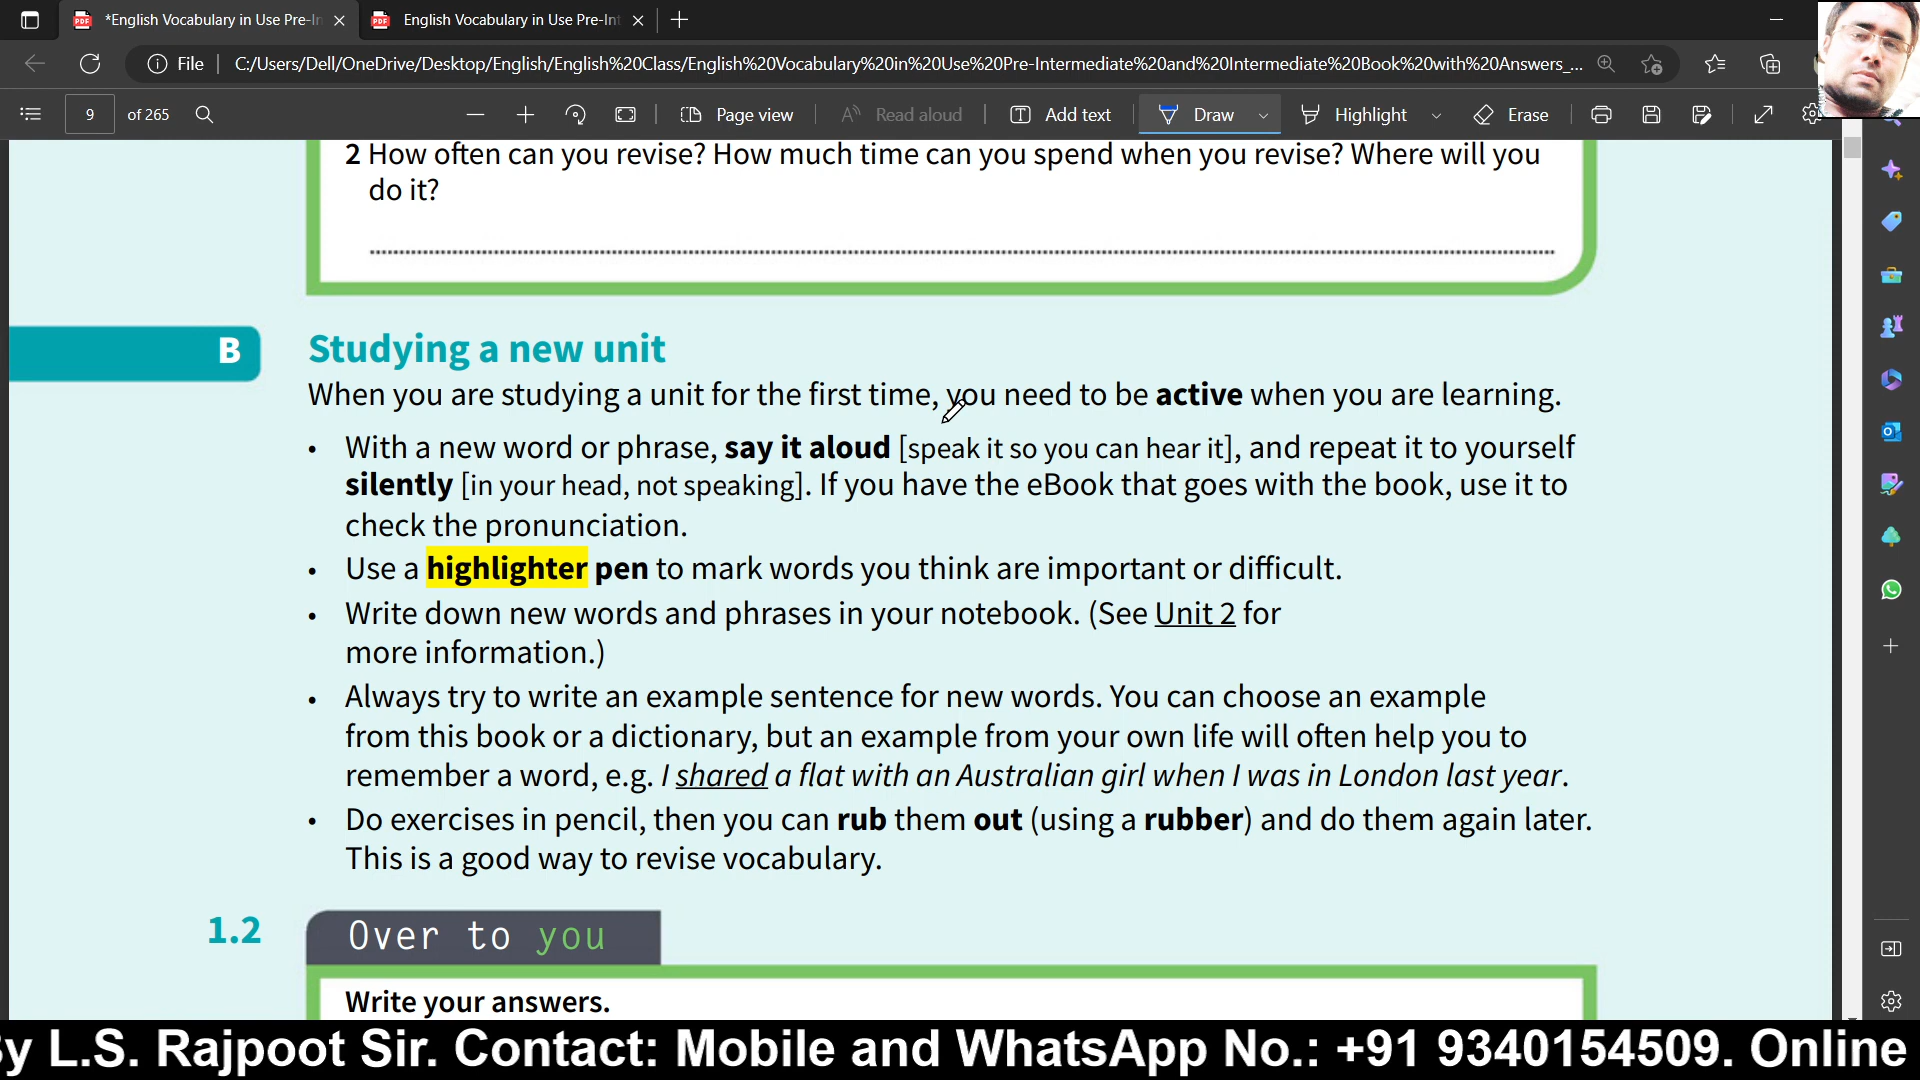 *English Vocabulary in Use Pre-In
English Vocabulary in Use Pre-Int
File
C:/Users/Dell/OneDrive/Desktop/English/English%20Class/English%20Vocabulary%20in%20Use%20Pre-Intermediate%20and%20Intermediate%20Book%20with%20Answers_...
9 of 265 Page view Read aloud Add text Draw Highlight Erase
2 How often can you revise? How much time can you spend when you revise? Where will you
do it?
B Studying a new unit
When you are studying a unit for the first time, you need to be active when you are learning.
• With a new word or phrase, say it aloud [speak it so you can hear it], and repeat it to yourself
silently [in your head, not speaking]. If you have the eBook that goes with the book, use it to
check the pronunciation.
• Use a highlighter pen to mark words you think are important or difficult.
• Write down new words and phrases in your notebook. (See Unit 2 for
more information.)
• Always try to write an example sentence for new words. You can choose an example
from this book or a dictionary, but an example from your own life will often help you to
remember a word, e.g. I shared a flat with an Australian girl when I was in London last year.
• Do exercises in pencil, then you can rub them out (using a rubber) and do them again later.
This is a good way to revise vocabulary.
1.2 Over to you
Write your answers.
y L.S. Rajpoot Sir. Contact: Mobile and WhatsApp No.: +91 9340154509. Online